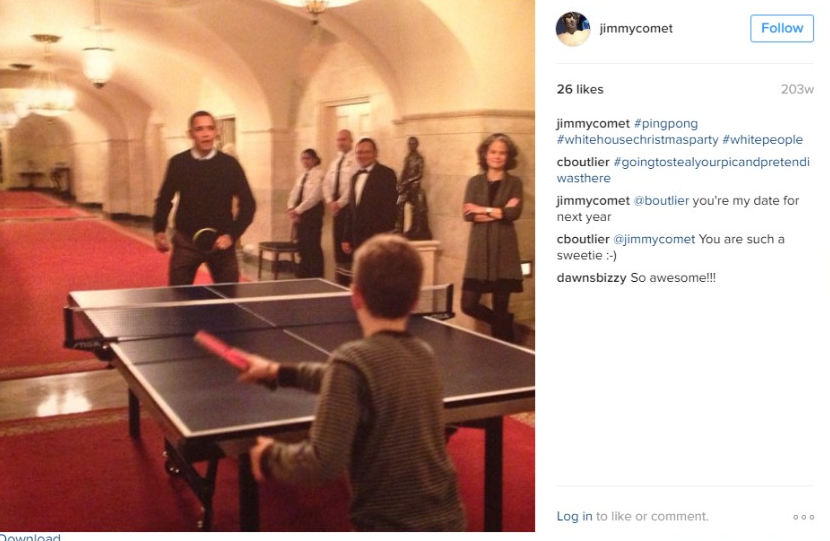 jimmycomet
Follow
26 likes
203w
jimmycomet #pingpong
#whitehousechristmasparty #whitepeople
cboutlier #goingtostealyourpicandpretendi
wasthere
jimmycomet @boutlier you're my date for
next year
cboutlier @jimmycomet You are such a
sweetie :-)
dawnsbizzy So awesome!!!
STIGA
Log in to like or comment.
Download